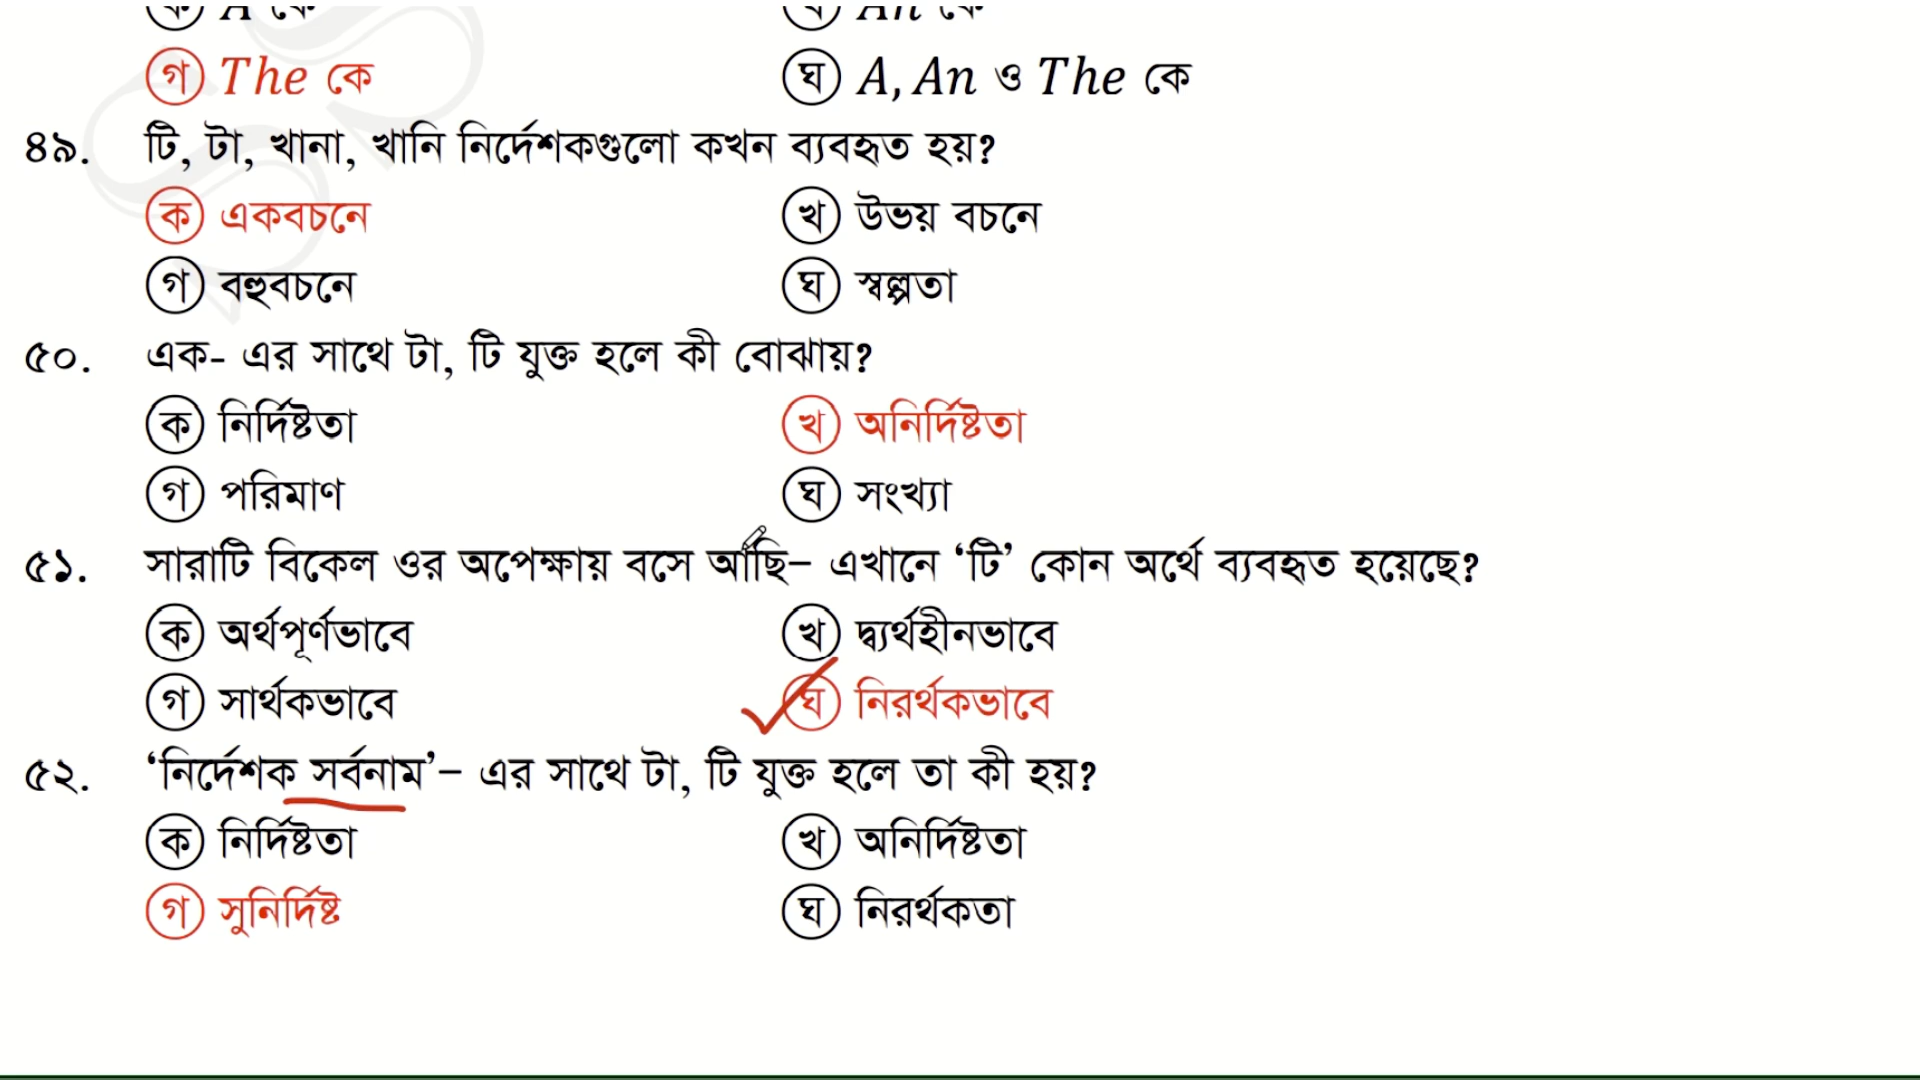 গ The কে ঘ A, An ও The কে
৪৯. টি, টা, খানা, খানি নির্দেশকগুলো কখন ব্যবহৃত হয়?
ক একবচনে খ উভয় বচনে
গ বহুবচনে ঘ স্বল্পতা
৫০. এক- এর সাথে টা, টি যুক্ত হলে কী বোঝায়?
ক নির্দিষ্টতা খ অনির্দিষ্টতা
গ পরিমাণ ঘ সংখ্যা
৫১. সারাটি বিকেল ওর অপেক্ষায় বসে আছি– এখানে ‘টি’ কোন অর্থে ব্যবহৃত হয়েছে?
ক অর্থপূর্ণভাবে খ দ্ব্যর্থহীনভাবে
গ সার্থকভাবে ঘ নিরর্থকভাবে
৫২. ‘নির্দেশক সর্বনাম’– এর সাথে টা, টি যুক্ত হলে তা কী হয়?
ক নির্দিষ্টতা খ অনির্দিষ্টতা
গ সুনির্দিষ্ট ঘ নিরর্থকতা